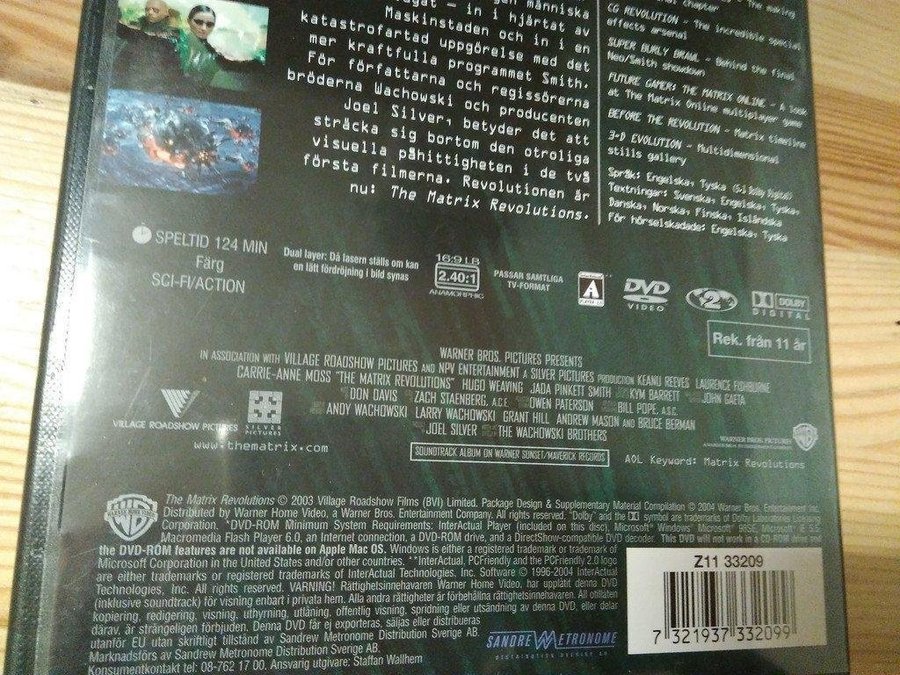 människa
– in i hjärtat av
Maskinstaden och in i en
katastrofartad uppgörelse med det
mer kraftfulla programmet Smith.
För författarna och regissörerna
bröderna Wachowski och producenten
Joel Silver, betyder det att
sträcka sig bortom den otroliga
visuella påhittigheten i de två
första filmerna. Revolutionen är
nu: The Matrix Revolutions.
The making
chapter
CG REVOLUTION - The incredible special
effects arsenal
SUPER BURLY BRAWL - Behind the final
Neo/Smith showdown
FUTURE GAMER: THE MATRIX ONLINE - A look
at The Matrix Online multiplayer game
BEFORE THE REVOLUTION - Matrix timeline
3-D EVOLUTION - Multidimensional
stills gallery
Språk: Engelska, Tyska (5.1 Dolby Digital)
Textningar: Svenska, Engelska, Tyska,
Danska, Norska, Finska, Isländska
För hörselskadade: Engelska, Tyska
SPELTID 124 MIN
Färg
SCI-FI/ACTION
Dual layer: Då lasern ställs om kan
en lätt fördröjning i bild synas
16:9 LB
2.40:1
ANAMORPHIC
PASSAR SAMTLIGA
TV-FORMAT
A
DVD
VIDEO
2
DOLBY
DIGITAL
Rek. från 11 år
WARNER BROS. PICTURES PRESENTS
IN ASSOCIATION WITH VILLAGE ROADSHOW PICTURES AND NPV ENTERTAINMENT A SILVER PICTURES PRODUCTION KEANU REEVES LAURENCE FISHBURNE
CARRIE-ANNE MOSS "THE MATRIX REVOLUTIONS" HUGO WEAVING JADA PINKETT SMITH KYM BARRETT JOHN GAETA
DON DAVIS ZACH STAENBERG, A.C.E. OWEN PATERSON BILL POPE, A.S.C.
ANDY WACHOWSKI LARRY WACHOWSKI GRANT HILL ANDREW MASON AND BRUCE BERMAN
JOEL SILVER THE WACHOWSKI BROTHERS
VILLAGE ROADSHOW PICTURES
SILVER
PICTURES
www.thematrix.com
SOUNDTRACK ALBUM ON WARNER SUNSET/MAVERICK RECORDS
WARNER BROS. PICTURES
AOL Keyword: Matrix Revolutions
The Matrix Revolutions © 2003 Village Roadshow Films (BVI) Limited. Package Design & Supplementary Material Compilation © 2004 Warner Bros.
Distributed by Warner Home Video, a Warner Bros. Entertainment Company. All rights reserved. "Dolby" and the symbol are trademarks of Dolby Laboratories Licensing
Corporation. *DVD-ROM Minimum System Requirements: InterActual Player (included on this disc), Microsoft Windows
Macromedia Flash Player 6.0, an Internet connection, a DVD-ROM drive, and a DirectShow-compatible DVD decoder. This DVD will not work in a CD-ROM drive and
the DVD-ROM features are not available on Apple Mac OS. Windows is either a registered trademark or trademark of
Microsoft Corporation in the United States and/or other countries. **InterActual, PCFriendly and the PCFriendly 2.0 logo
are either trademarks or registered trademarks of InterActual Technologies, Inc. Software © 1996-2004 InterActual
Technologies, Inc. All rights reserved. VARNING! Rättighetsinnehavaren Warner Home Video, har upplåtit denna DVD
(inklusive soundtrack) för visning enbart i privata hem. Alla andra rättigheter är förbehållna rättighetsinnehavaren. All otillåten
kopiering, redigering, visning, uthyrning, utlåning, offentlig visning, spridning eller utsändning av denna DVD, eller delar
därav, är strängeligen förbjuden. Denna DVD får ej exporteras, säljas eller distribueras
utanför EU utan skriftligt tillstånd av Sandrew Metronome Distribution Sverige AB.
Marknadsförs av Sandrew Metronome Distribution Sverige AB.
Konsumentkontakt tel: 08-762 17 00. Ansvarig utgivare: Staffan Wallhem
SANDREW METRONOME
DISTRIBUTION SVERIGE AB
Z11 33209
7 321937 332099